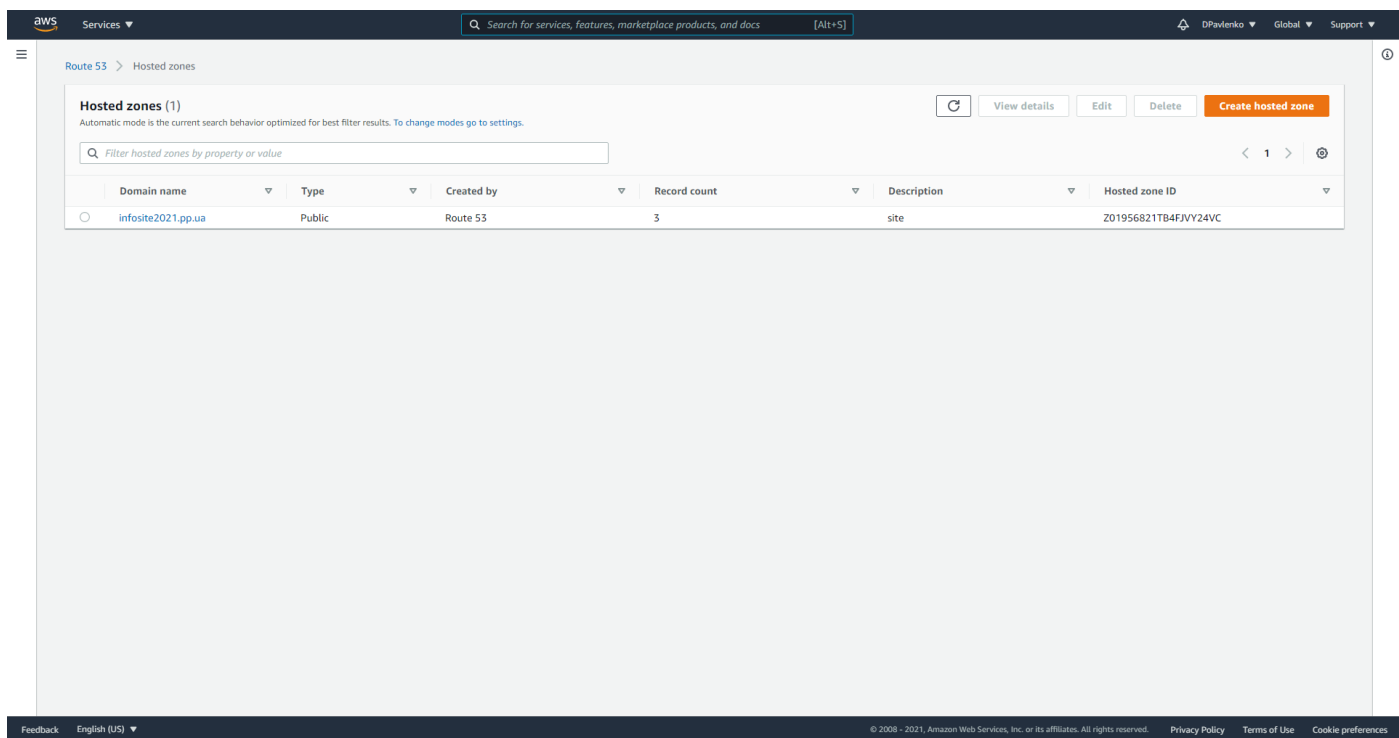 aws Services ▼ Search for services, features, marketplace products, and docs [Alt+S] DPavlenko ▼ Global ▼ Support ▼
Route 53 > Hosted zones
Hosted zones (1) View details Edit Delete Create hosted zone
Automatic mode is the current search behavior optimized for best filter results. To change modes go to settings.
Filter hosted zones by property or value < 1 >
Domain name Type Created by Record count Description Hosted zone ID
infosite2021.pp.ua Public Route 53 3 site Z01956821TB4FJVY24VC
Feedback English (US) ▼ © 2008 - 2021, Amazon Web Services, Inc. or its affiliates. All rights reserved. Privacy Policy Terms of Use Cookie preferences